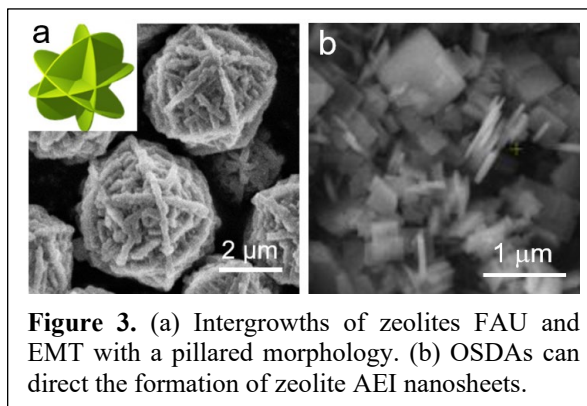 a
b
2 μm
1 μm
Figure 3. (a) Intergrowths of zeolites FAU and
EMT with a pillared morphology. (b) OSDAs can
direct the formation of zeolite AEI nanosheets.